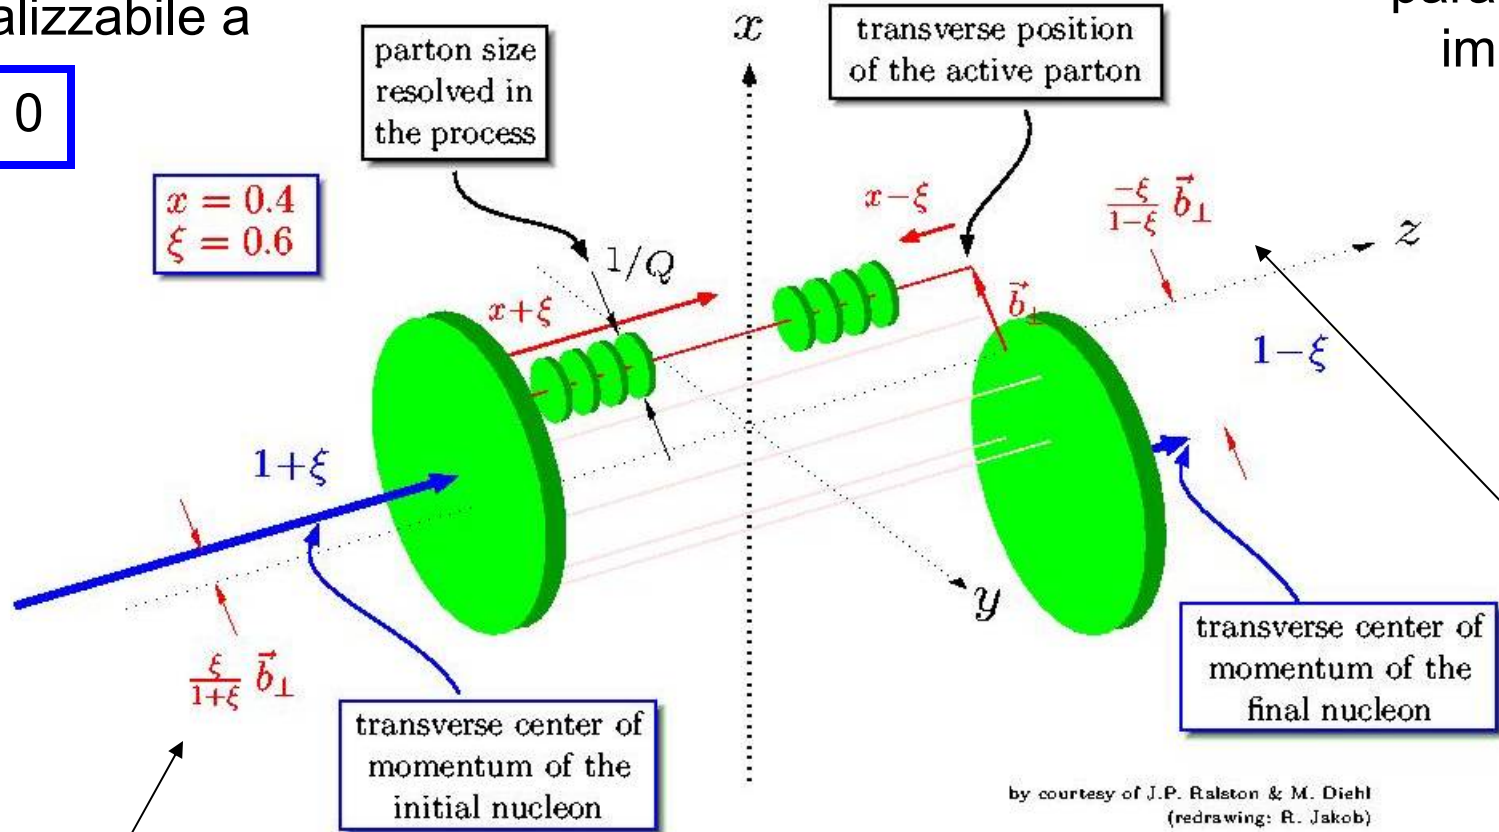 alizzabile a
0
para
im
x
parton size
resolved in
the process
transverse position
of the active parton
x = 0.4
ξ = 0.6
x−ξ
−ξ/1−ξ b⃗⊥
z
1/Q
x+ξ
b⃗⊥
1−ξ
1+ξ
y
ξ/1+ξ b⃗⊥
transverse center of
momentum of the
initial nucleon
transverse center of
momentum of the
final nucleon
by courtesy of J.P. Ralston & M. Diehl
(redrawing: R. Jakob)